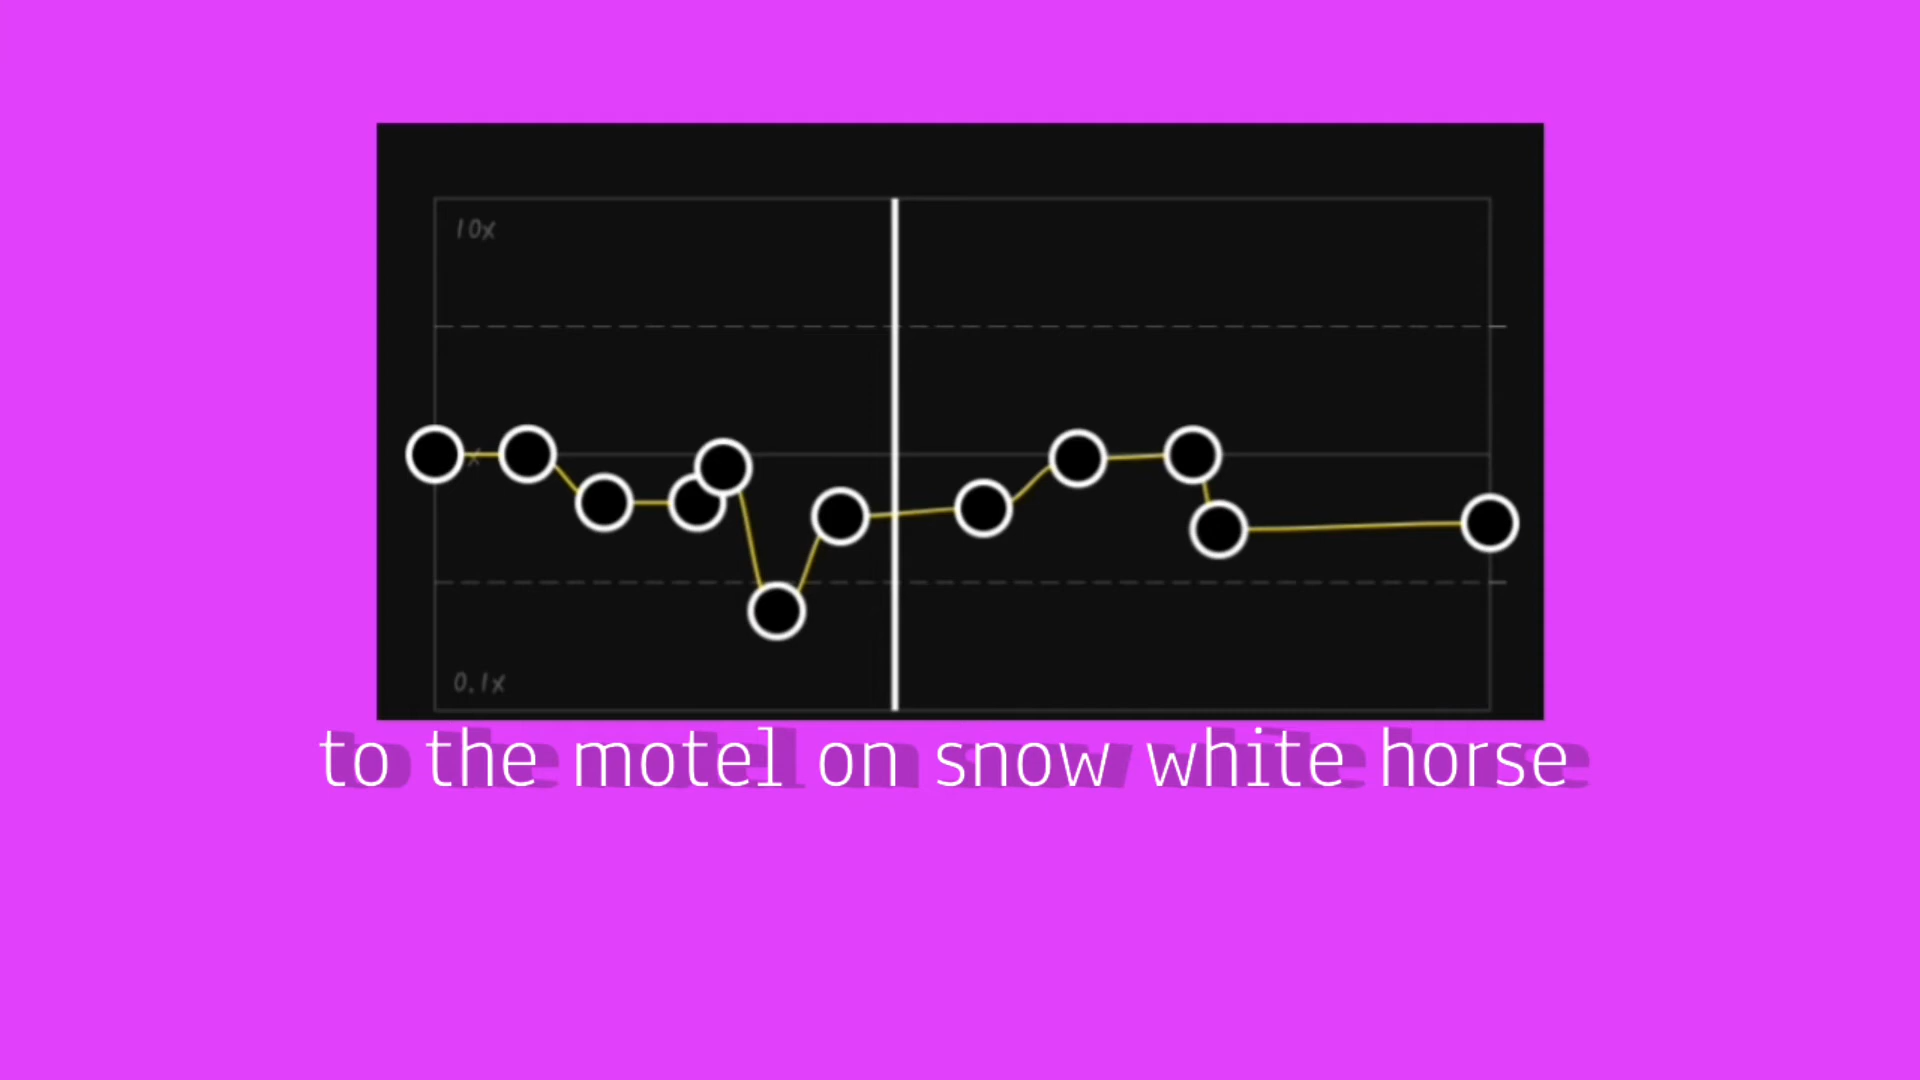 10x
0.1x
to the motel on snow white horse